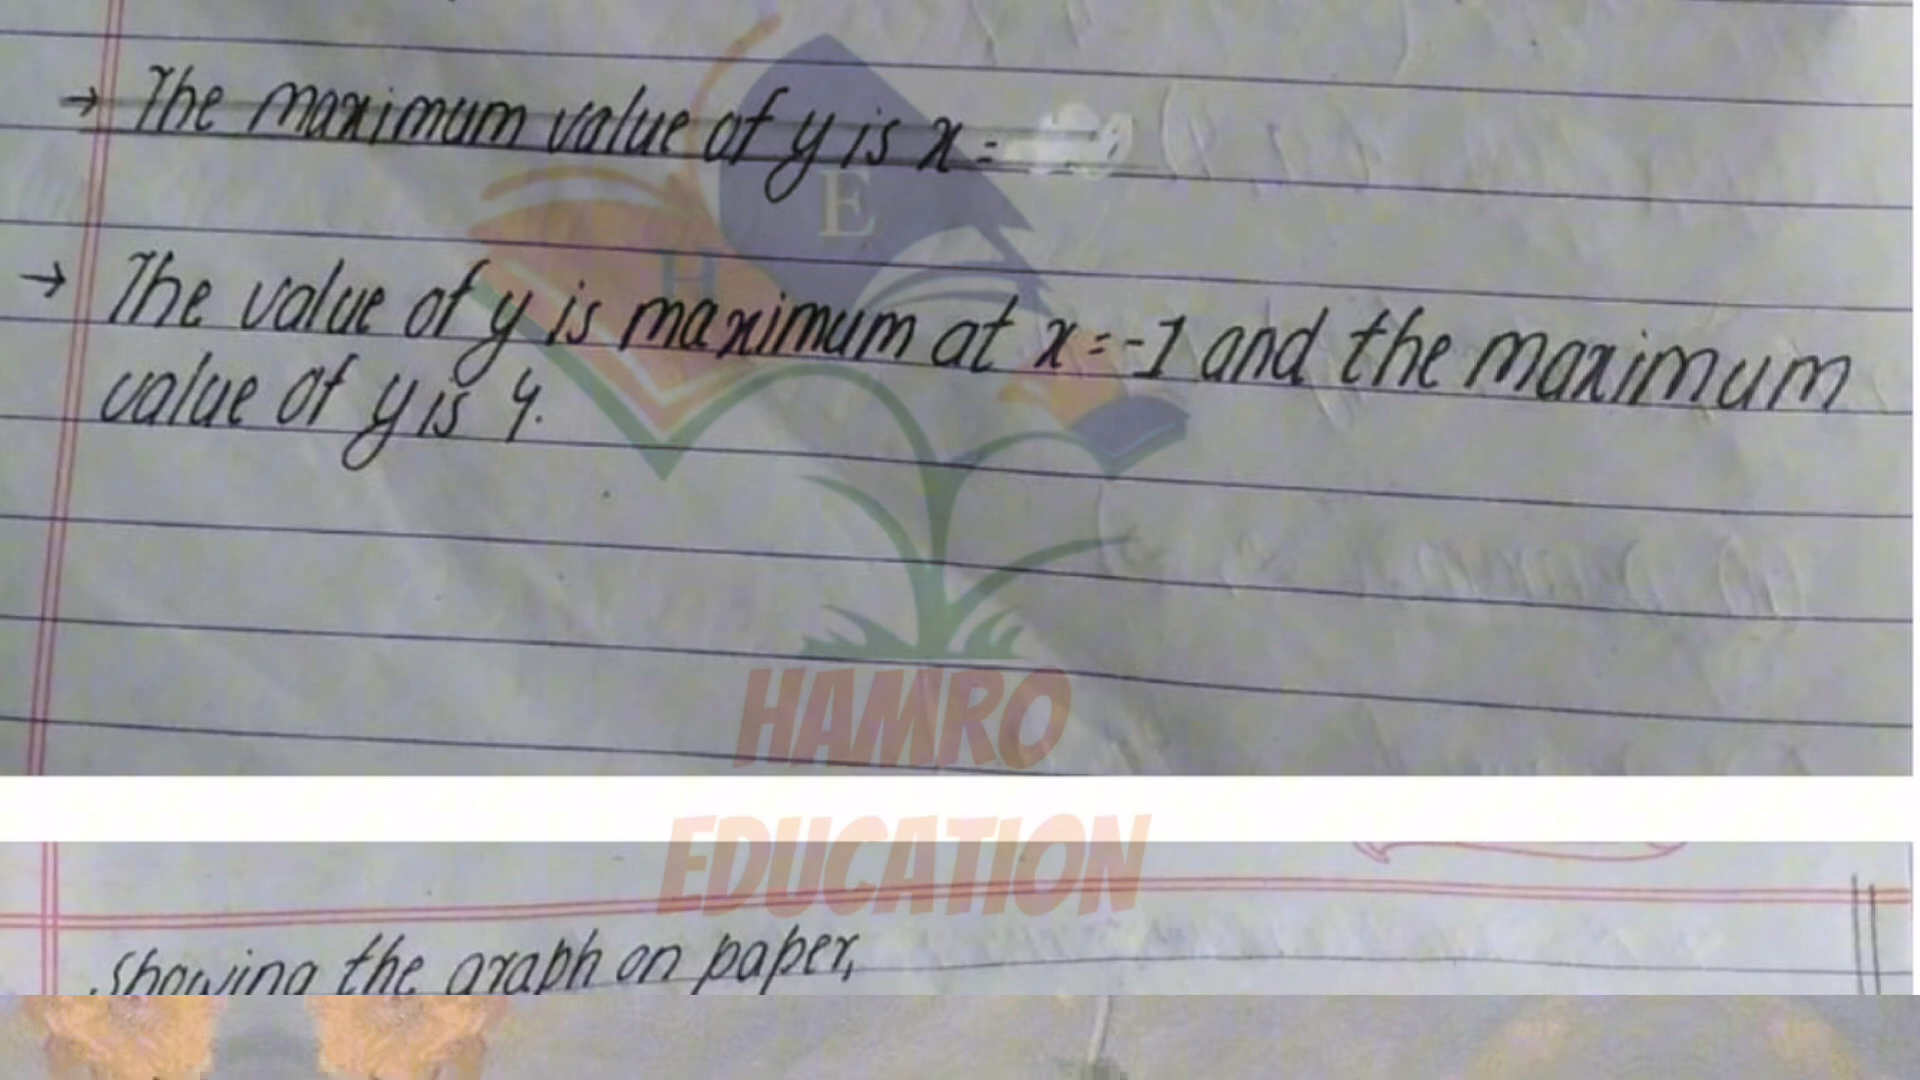 → The maximum value of y is x =
→ The value of y is maximum at x = -1 and the maximum
value of y is 4.
H E
HAMRO
EDUCATION
Showing the graph on paper,